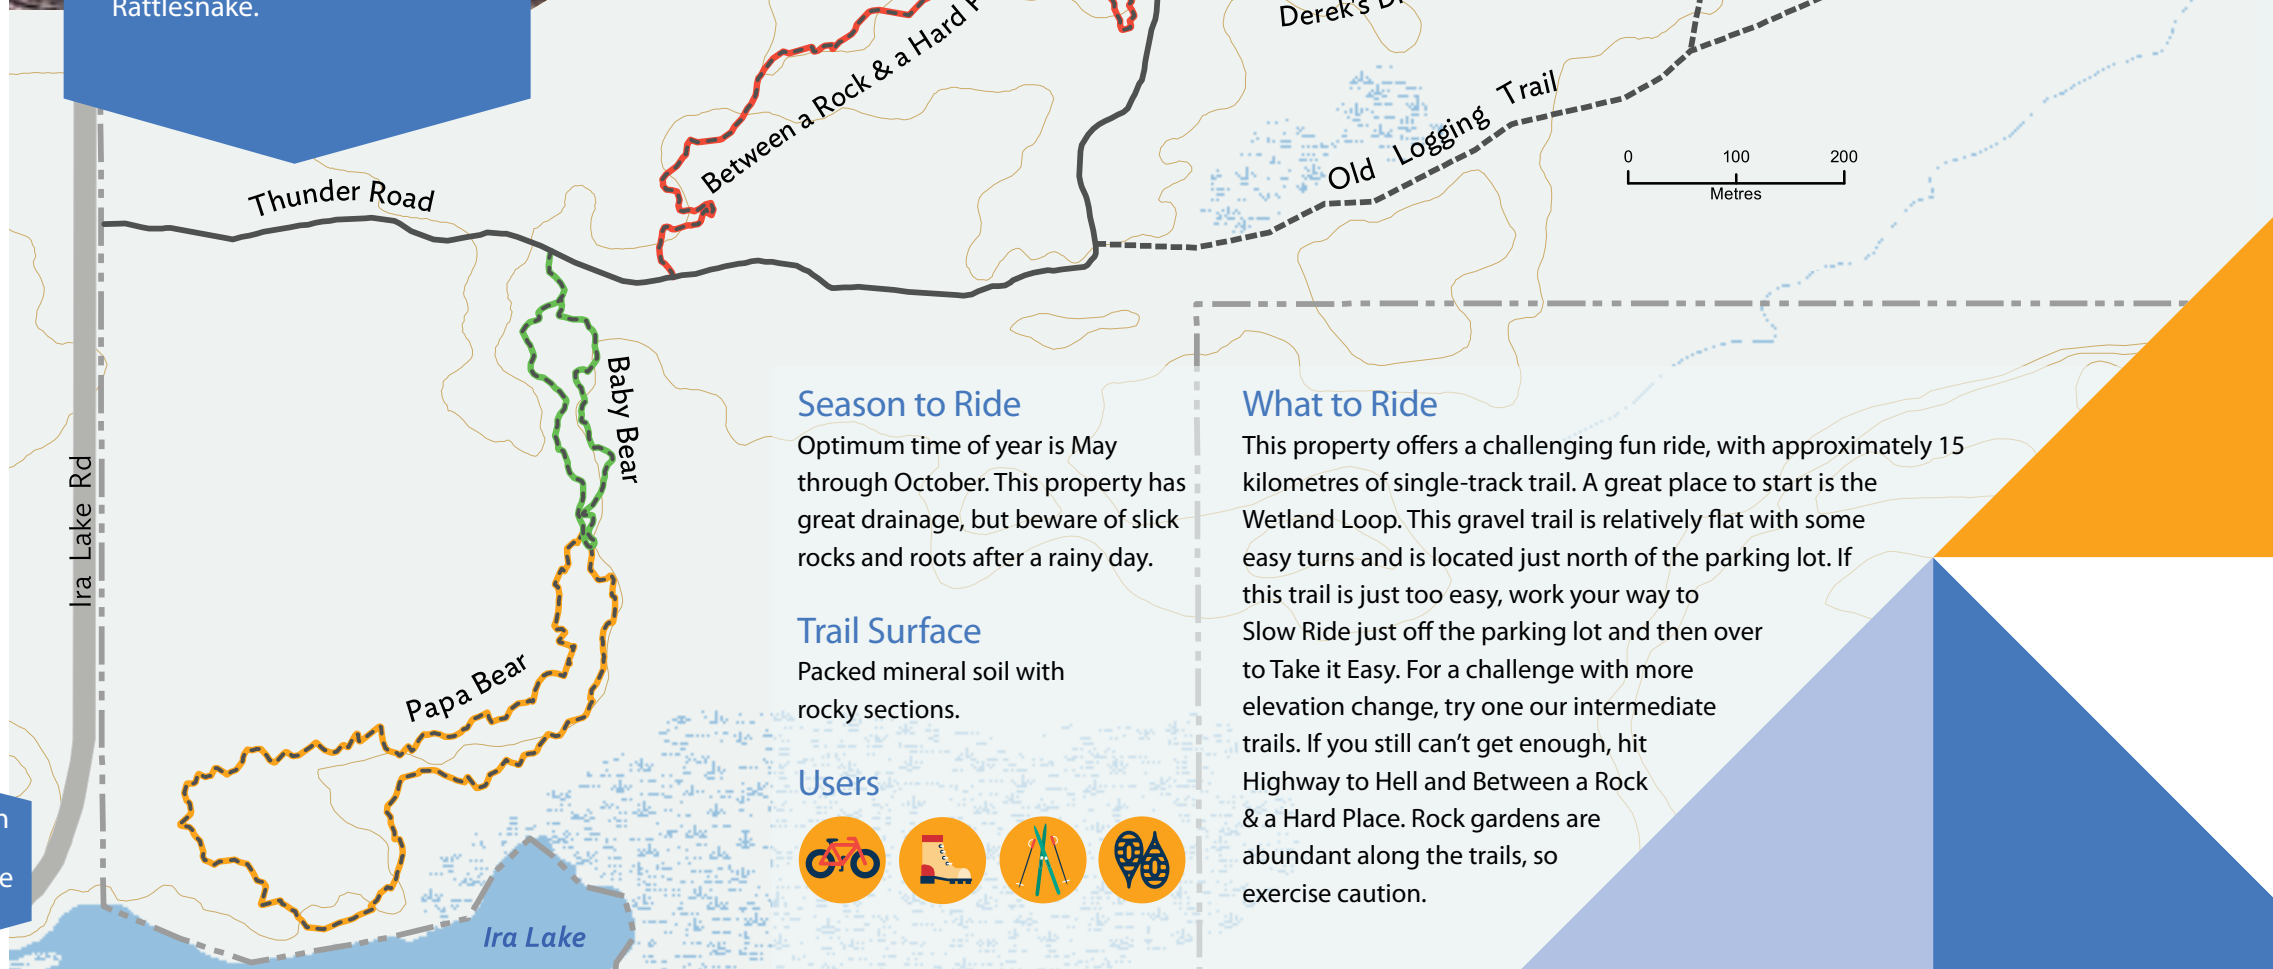 Rattlesnake.
Between a Rock & a Hard
Derek's
Old Logging Trail
0 100 200
Metres
Thunder Road
Baby Bear
Ira Lake Rd
Papa Bear
Ira Lake
Season to Ride
Optimum time of year is May
through October. This property has
great drainage, but beware of slick
rocks and roots after a rainy day.
Trail Surface
Packed mineral soil with
rocky sections.
Users
What to Ride
This property offers a challenging fun ride, with approximately 15
kilometres of single-track trail. A great place to start is the
Wetland Loop. This gravel trail is relatively flat with some
easy turns and is located just north of the parking lot. If
this trail is just too easy, work your way to
Slow Ride just off the parking lot and then over
to Take it Easy. For a challenge with more
elevation change, try one our intermediate
trails. If you still can't get enough, hit
Highway to Hell and Between a Rock
& a Hard Place. Rock gardens are
abundant along the trails, so
exercise caution.